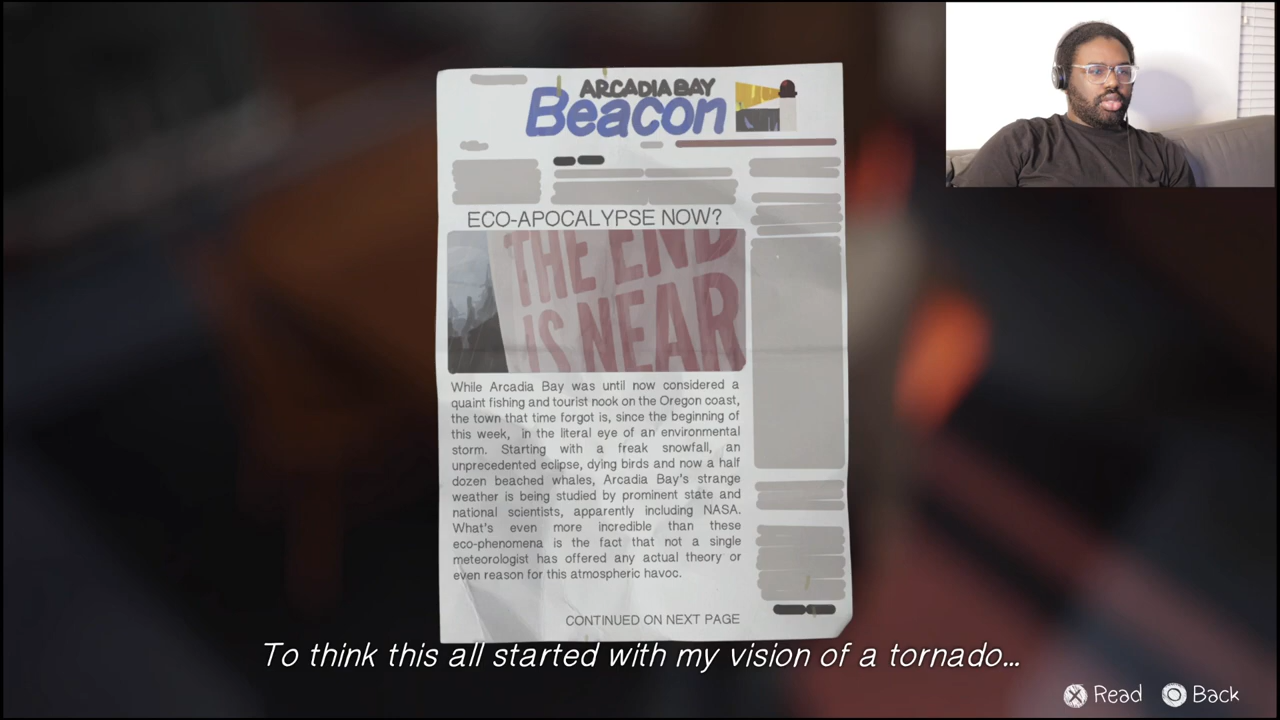 ARCADIA BAY
Beacon
ECO-APOCALYPSE NOW?
THE END
IS NEAR
While Arcadia Bay was until now considered a
quaint fishing and tourist nook on the Oregon coast,
the town that time forgot is, since the beginning of
this week, in the literal eye of an environmental
storm. Starting with a freak snowfall, an
unprecedented eclipse, dying birds and now a half
dozen beached whales, Arcadia Bay's strange
weather is being studied by prominent state and
national scientists, apparently including NASA.
What's even more incredible than these
eco-phenomena is the fact that not a single
meteorologist has offered any actual theory or
even reason for this atmospheric havoc.
CONTINUED ON NEXT PAGE
To think this all started with my vision of a tornado...
Read Back